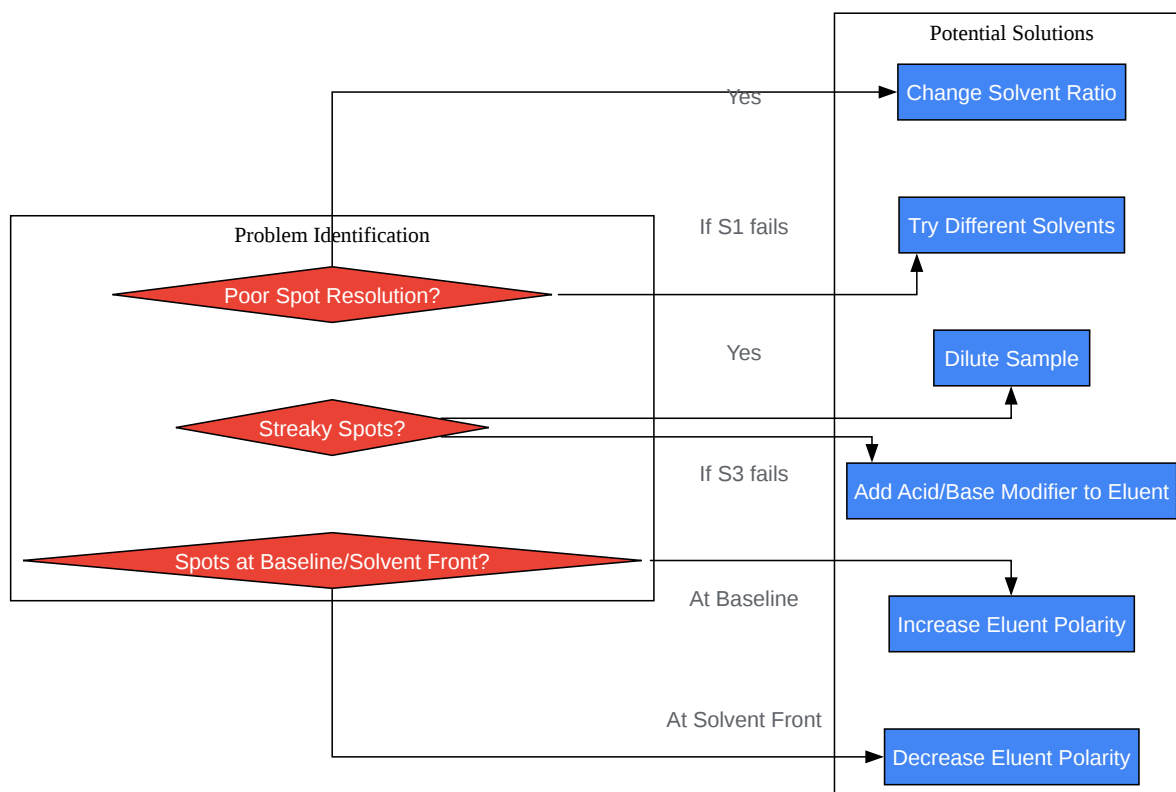 Potential Solutions
Yes
Change Solvent Ratio
Problem Identification
If S1 fails
Try Different Solvents
Poor Spot Resolution?
Yes
Dilute Sample
Streaky Spots?
If S3 fails
Add Acid/Base Modifier to Eluent
Spots at Baseline/Solvent Front?
At Baseline
Increase Eluent Polarity
At Solvent Front
Decrease Eluent Polarity